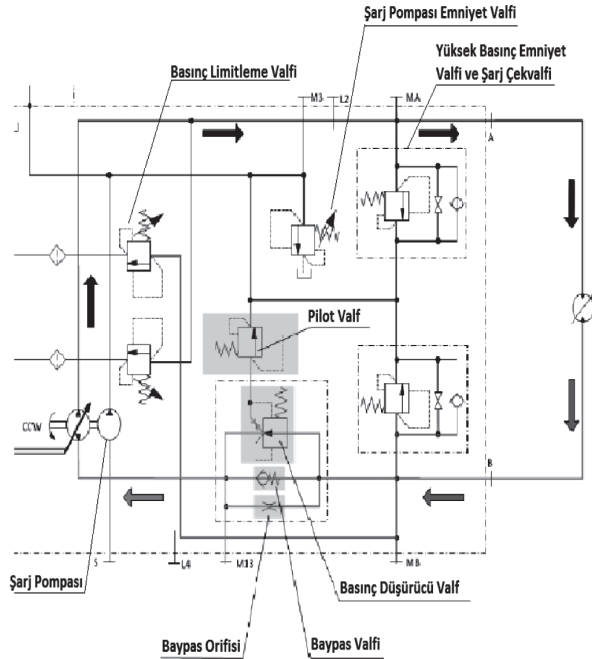 Şarj Pompası Emniyet Valfi
Yüksek Basınç Emniyet
Valfi ve Şarj Çekvalfi
Basınç Limitleme Valfi
M3
L2
MA
A
Pilot Valf
CCW
B
S
L4
MB
Şarj Pompası
Basınç Düşürücü Valf
Baypas Orifisi
Baypas Valfi